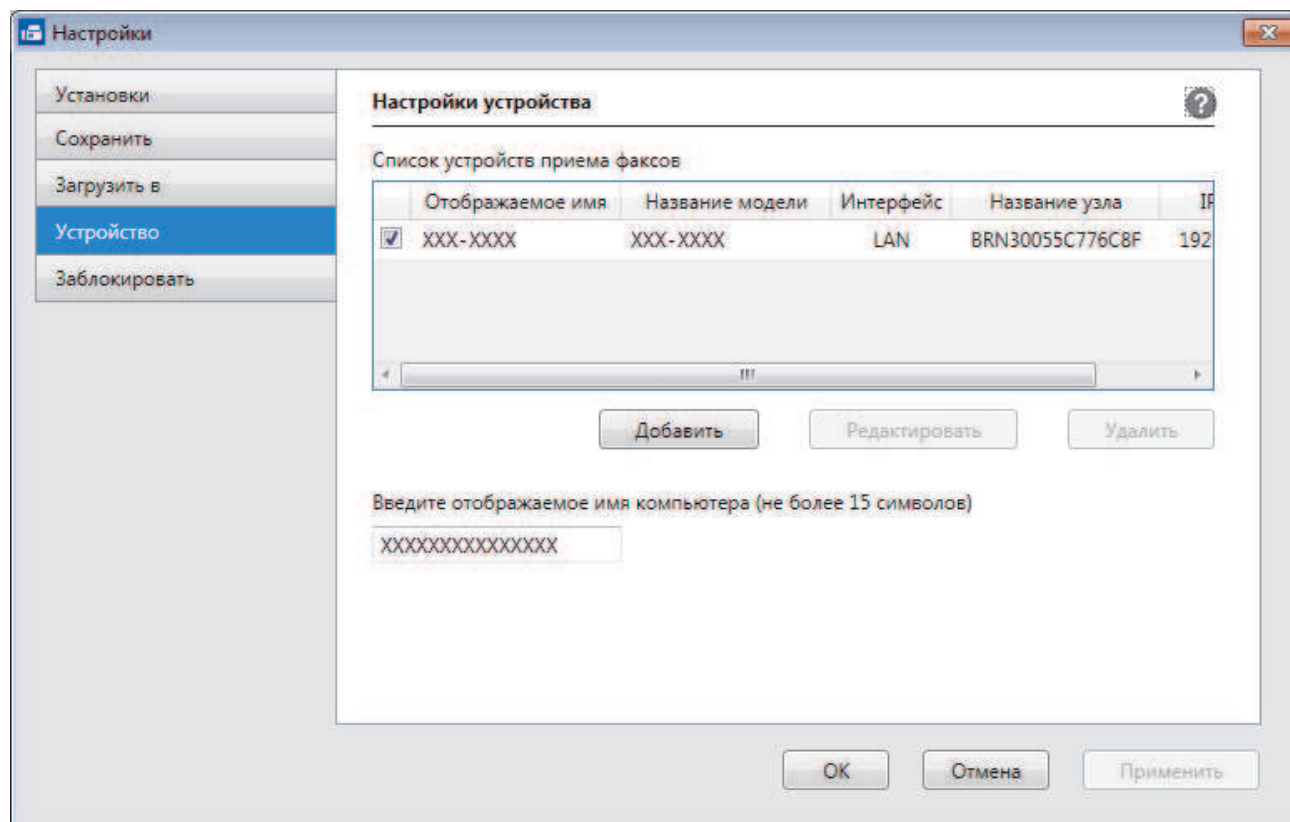 Настройки
Установки
Сохранить
Загрузить в
Устройство
Заблокировать
Настройки устройства
?
Список устройств приема факсов
Отображаемое имя Название модели Интерфейс Название узла IP
XXX-XXXX XXX-XXXX LAN BRN30055C776C8F 192
Добавить Редактировать Удалить
Введите отображаемое имя компьютера (не более 15 символов)
XXXXXXXXXXXXXXX
OK Отмена Применить